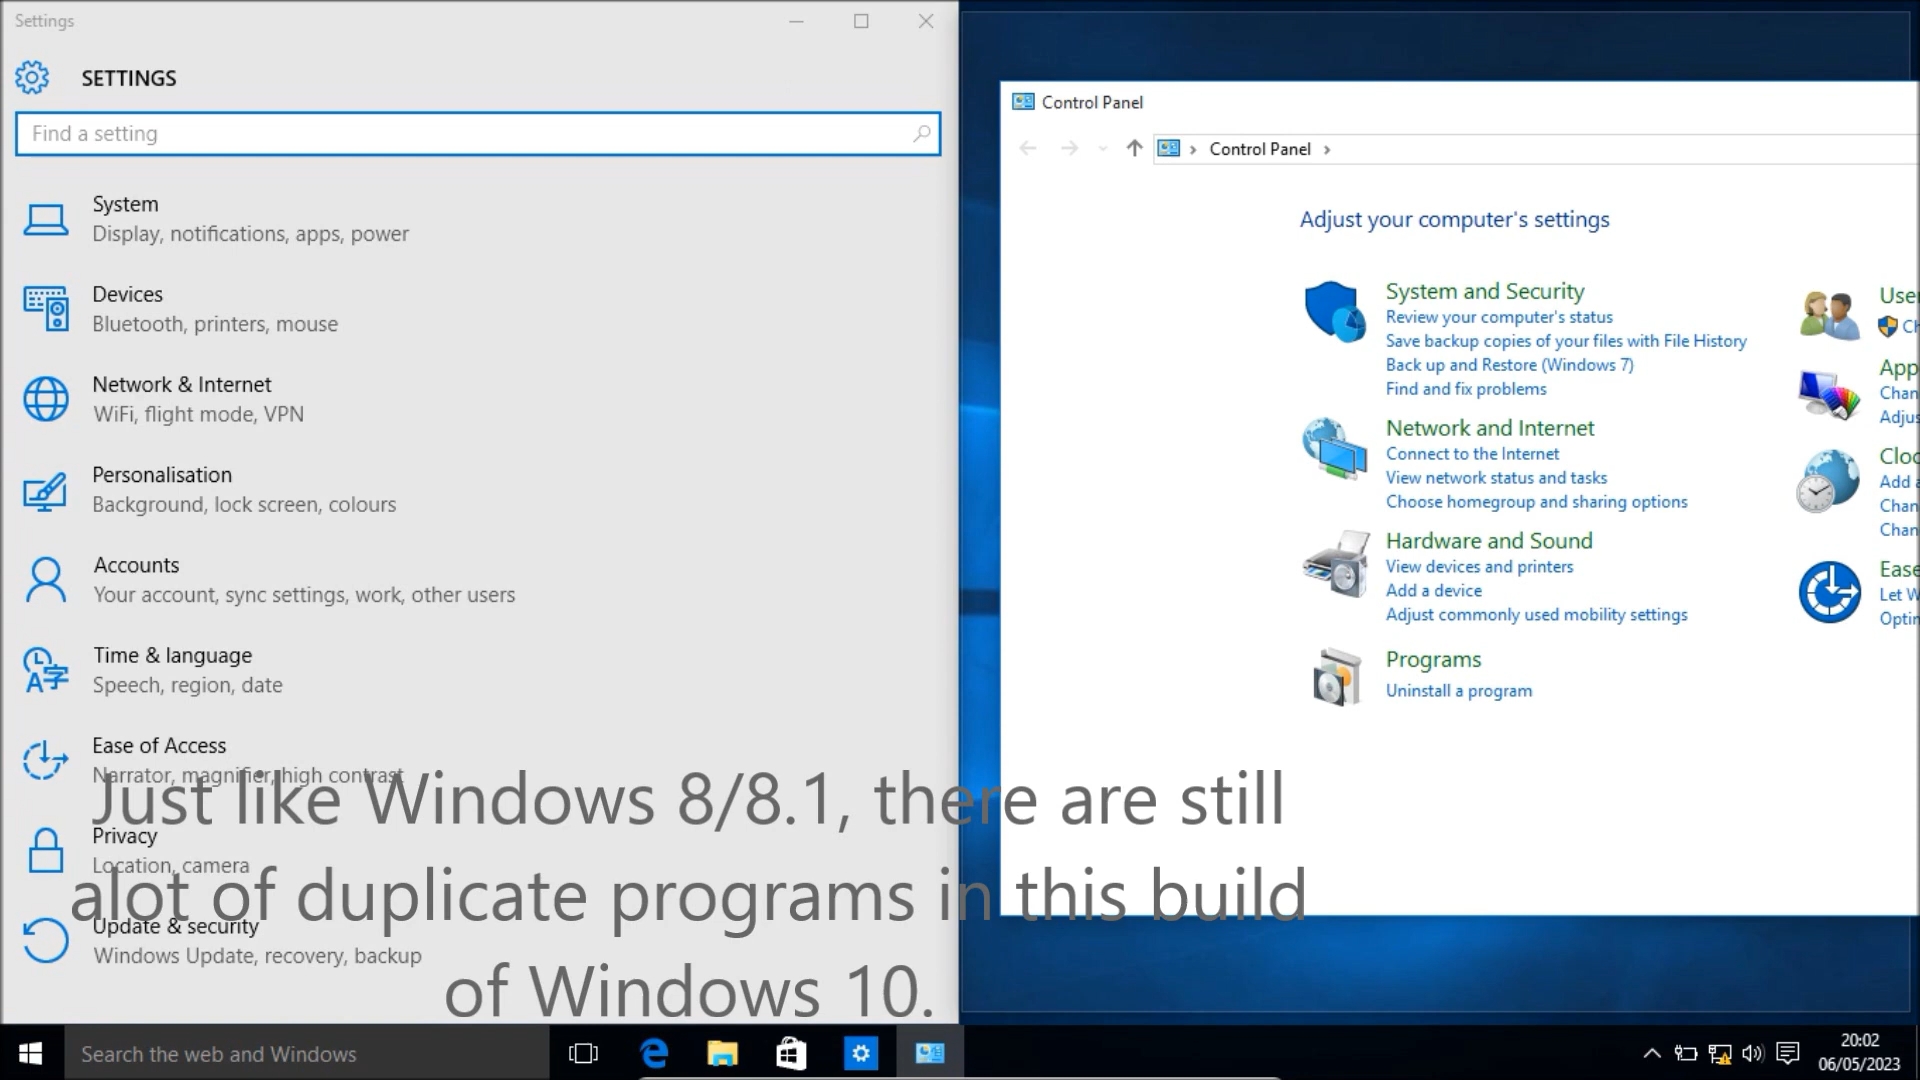 Settings
SETTINGS
Find a setting
System
Display, notifications, apps, power
Devices
Bluetooth, printers, mouse
Network & Internet
WiFi, flight mode, VPN
Personalisation
Background, lock screen, colours
Accounts
Your account, sync settings, work, other users
Time & language
Speech, region, date
Ease of Access
Narrator, magnifier, high contrast
Privacy
Location, camera
Update & security
Windows Update, recovery, backup
Control Panel
Control Panel
Adjust your computer's settings
System and Security
Review your computer's status
Save backup copies of your files with File History
Back up and Restore (Windows 7)
Find and fix problems
Network and Internet
Connect to the Internet
View network status and tasks
Choose homegroup and sharing options
Hardware and Sound
View devices and printers
Add a device
Adjust commonly used mobility settings
Programs
Uninstall a program
Just like Windows 8/8.1, there are still
alot of duplicate programs in this build
of Windows 10.
Search the web and Windows
20:02
06/05/2023